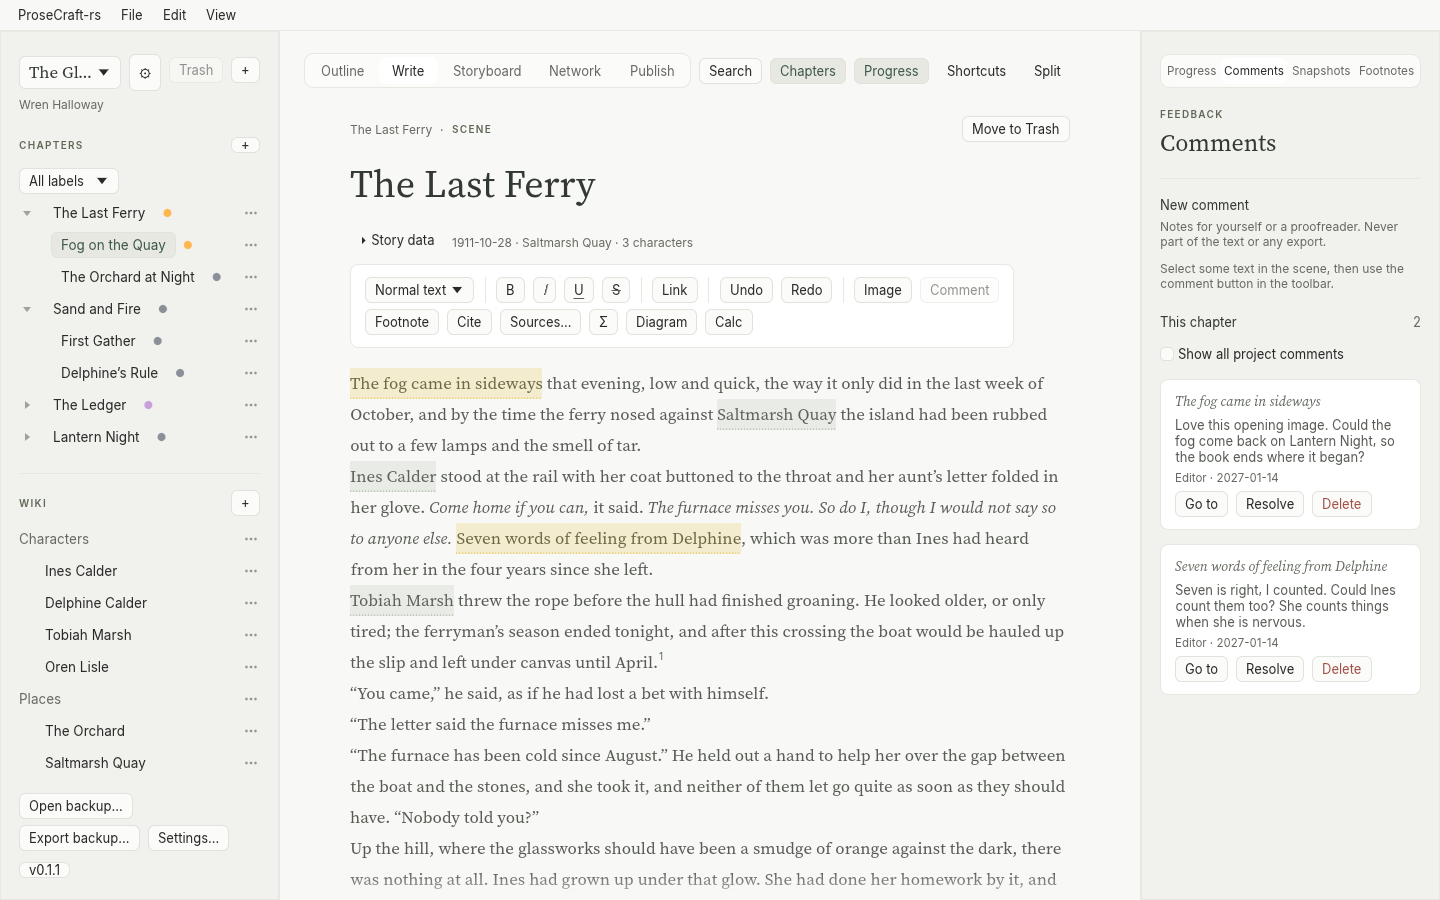 ProseCraft-rs File Edit View
The Gl... Trash +
Wren Halloway
CHAPTERS +
All labels
The Last Ferry ···
Fog on the Quay ···
The Orchard at Night ···
Sand and Fire ···
First Gather ···
Delphine’s Rule ···
The Ledger ···
Lantern Night ···
WIKI +
Characters ···
Ines Calder ···
Delphine Calder ···
Tobiah Marsh ···
Oren Lisle ···
Places ···
The Orchard ···
Saltmarsh Quay ···
Open backup...
Export backup... Settings...
v0.1.1
Outline Write Storyboard Network Publish Search Chapters Progress Shortcuts Split
The Last Ferry · SCENE Move to Trash
The Last Ferry
Story data 1911-10-28 · Saltmarsh Quay · 3 characters
Normal text B I U S Link Undo Redo Image Comment
Footnote Cite Sources... Σ Diagram Calc
The fog came in sideways that evening, low and quick, the way it only did in the last week of
October, and by the time the ferry nosed against Saltmarsh Quay the island had been rubbed
out to a few lamps and the smell of tar.
Ines Calder stood at the rail with her coat buttoned to the throat and her aunt’s letter folded in
her glove. Come home if you can, it said. The furnace misses you. So do I, though I would not say so
to anyone else. Seven words of feeling from Delphine, which was more than Ines had heard
from her in the four years since she left.
Tobiah Marsh threw the rope before the hull had finished groaning. He looked older, or only
tired; the ferryman’s season ended tonight, and after this crossing the boat would be hauled up
the slip and left under canvas until April.1
“You came,” he said, as if he had lost a bet with himself.
“The letter said the furnace misses me.”
“The furnace has been cold since August.” He held out a hand to help her over the gap between
the boat and the stones, and she took it, and neither of them let go quite as soon as they should
have. “Nobody told you?”
Up the hill, where the glassworks should have been a smudge of orange against the dark, there
was nothing at all. Ines had grown up under that glow. She had done her homework by it, and
Progress Comments Snapshots Footnotes
FEEDBACK
Comments
New comment
Notes for yourself or a proofreader. Never
part of the text or any export.
Select some text in the scene, then use the
comment button in the toolbar.
This chapter 2
Show all project comments
The fog came in sideways
Love this opening image. Could the
fog come back on Lantern Night, so
the book ends where it began?
Editor · 2027-01-14
Go to Resolve Delete
Seven words of feeling from Delphine
Seven is right, I counted. Could Ines
count them too? She counts things
when she is nervous.
Editor · 2027-01-14
Go to Resolve Delete